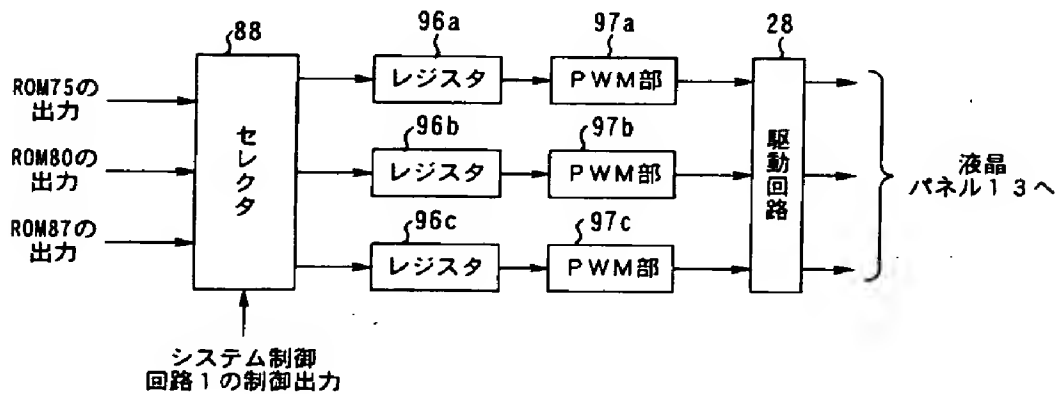 88
96a
97a
28
ROM75の
出力
レジスタ
PWM部
96b
97b
ROM80の
出力
セレクタ
レジスタ
PWM部
駆動回路
液晶
パネル13へ
96c
97c
ROM87の
出力
レジスタ
PWM部
システム制御
回路1の制御出力